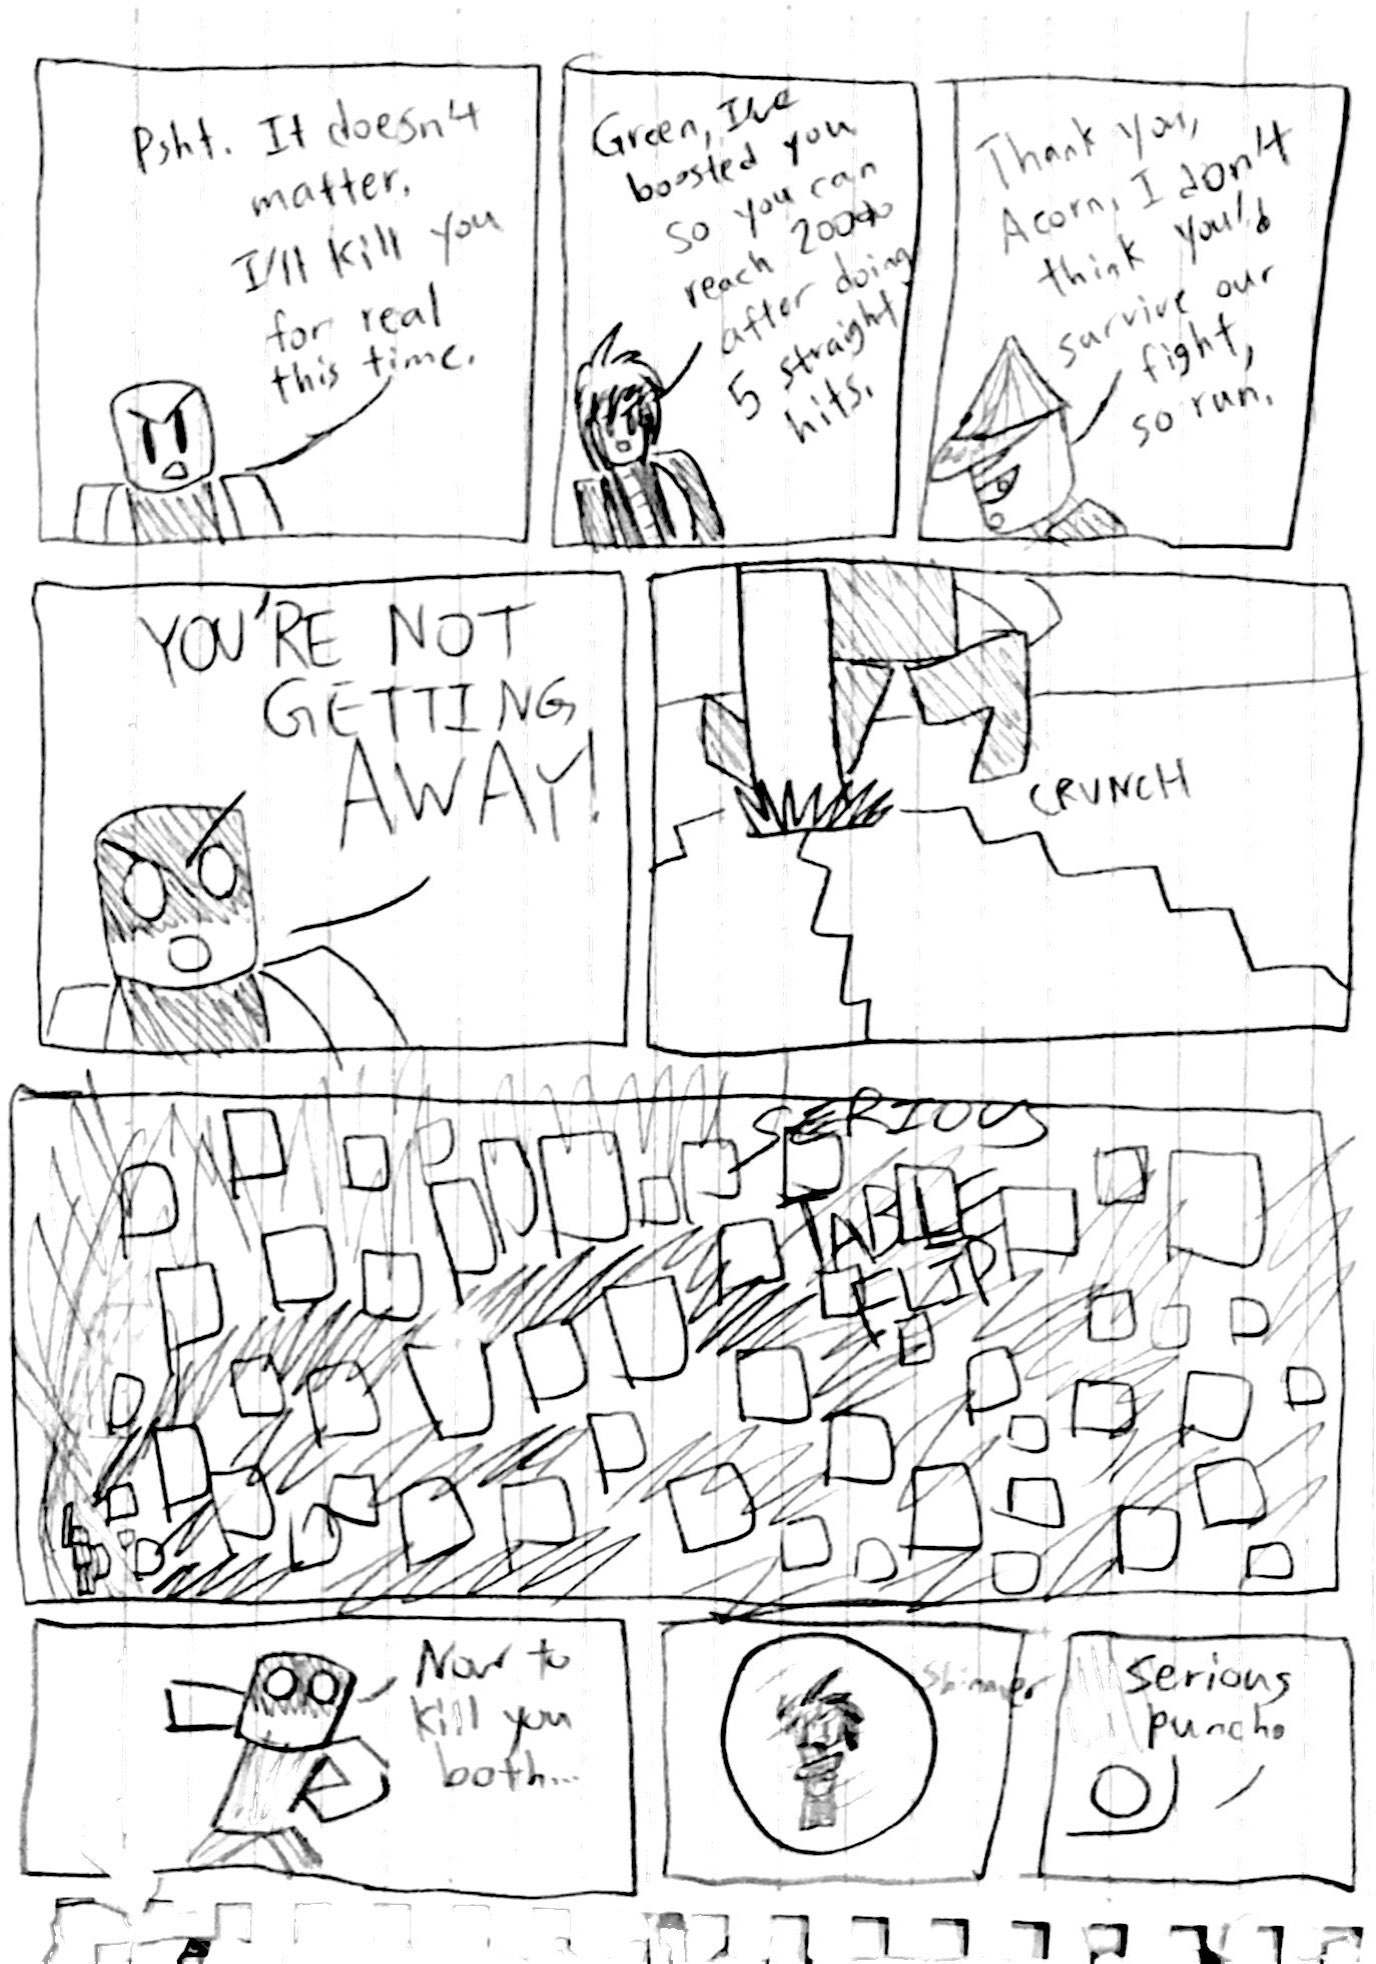 Psht. It doesn't
matter.
I'll kill you
for real
this time.
Green, I've
boosted you
so you can
reach 200%
after doing
5 straight
hits.
Thank you,
Acorn, I don't
think you'd
survive our
fight,
so run.
YOU'RE NOT
GETTING
AWAY!
CRUNCH
SERIOUS
TABLE
FLIP
Now to
kill you
both...
Shimmer
Serious
punch.